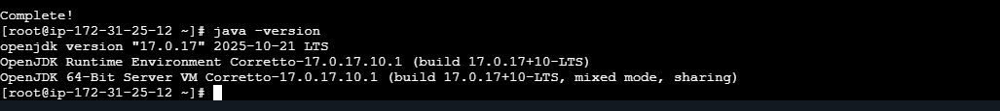 Complete!
[root@ip-172-31-25-12 ~]# java -version
openjdk version "17.0.17" 2025-10-21 LTS
OpenJDK Runtime Environment Corretto-17.0.17.10.1 (build 17.0.17+10-LTS)
OpenJDK 64-Bit Server VM Corretto-17.0.17.10.1 (build 17.0.17+10-LTS, mixed mode, sharing)
[root@ip-172-31-25-12 ~]#